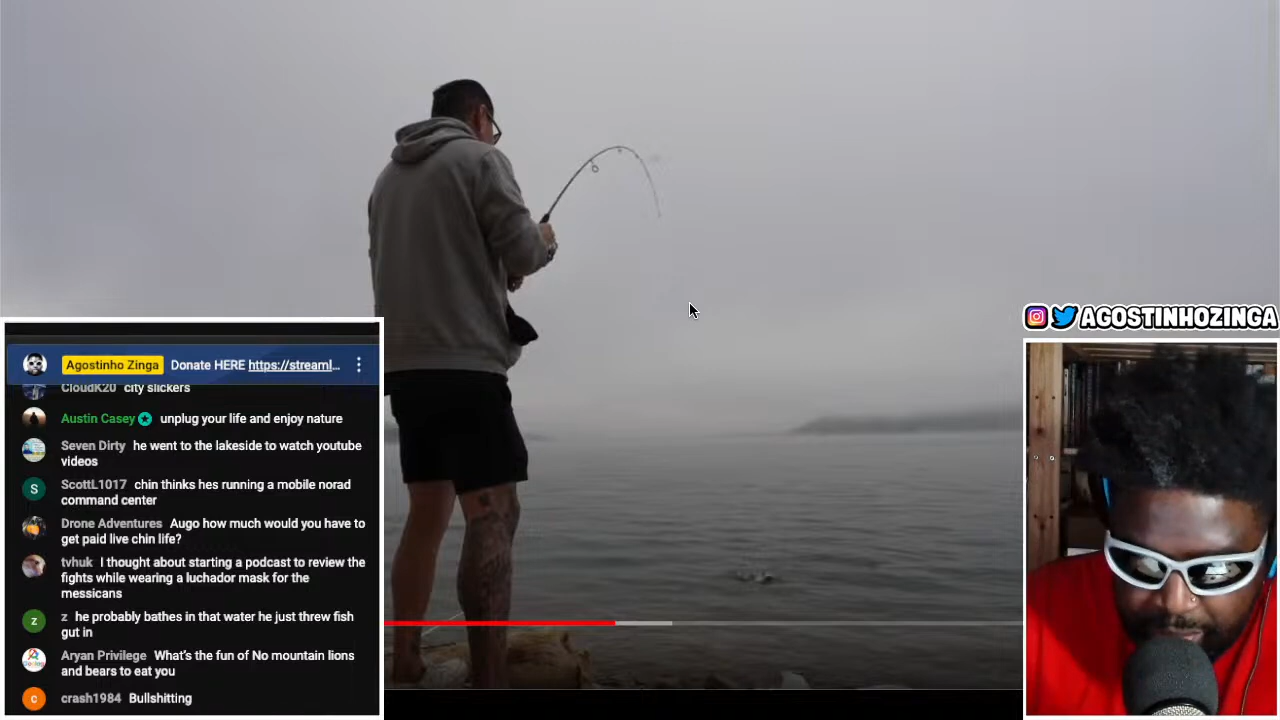 AGOSTINHOZINGA
Agostinho Zinga Donate HERE https://streaml...
CloudK20 city slickers
Austin Casey unplug your life and enjoy nature
Seven Dirty he went to the lakeside to watch youtube
videos
S ScottL1017 chin thinks hes running a mobile norad
command center
Drone Adventures Augo how much would you have to
get paid live chin life?
tvhuk I thought about starting a podcast to review the
fights while wearing a luchador mask for the
messicans
z z he probably bathes in that water he just threw fish
gut in
Aryan Privilege What's the fun of No mountain lions
and bears to eat you
c crash1984 Bullshitting